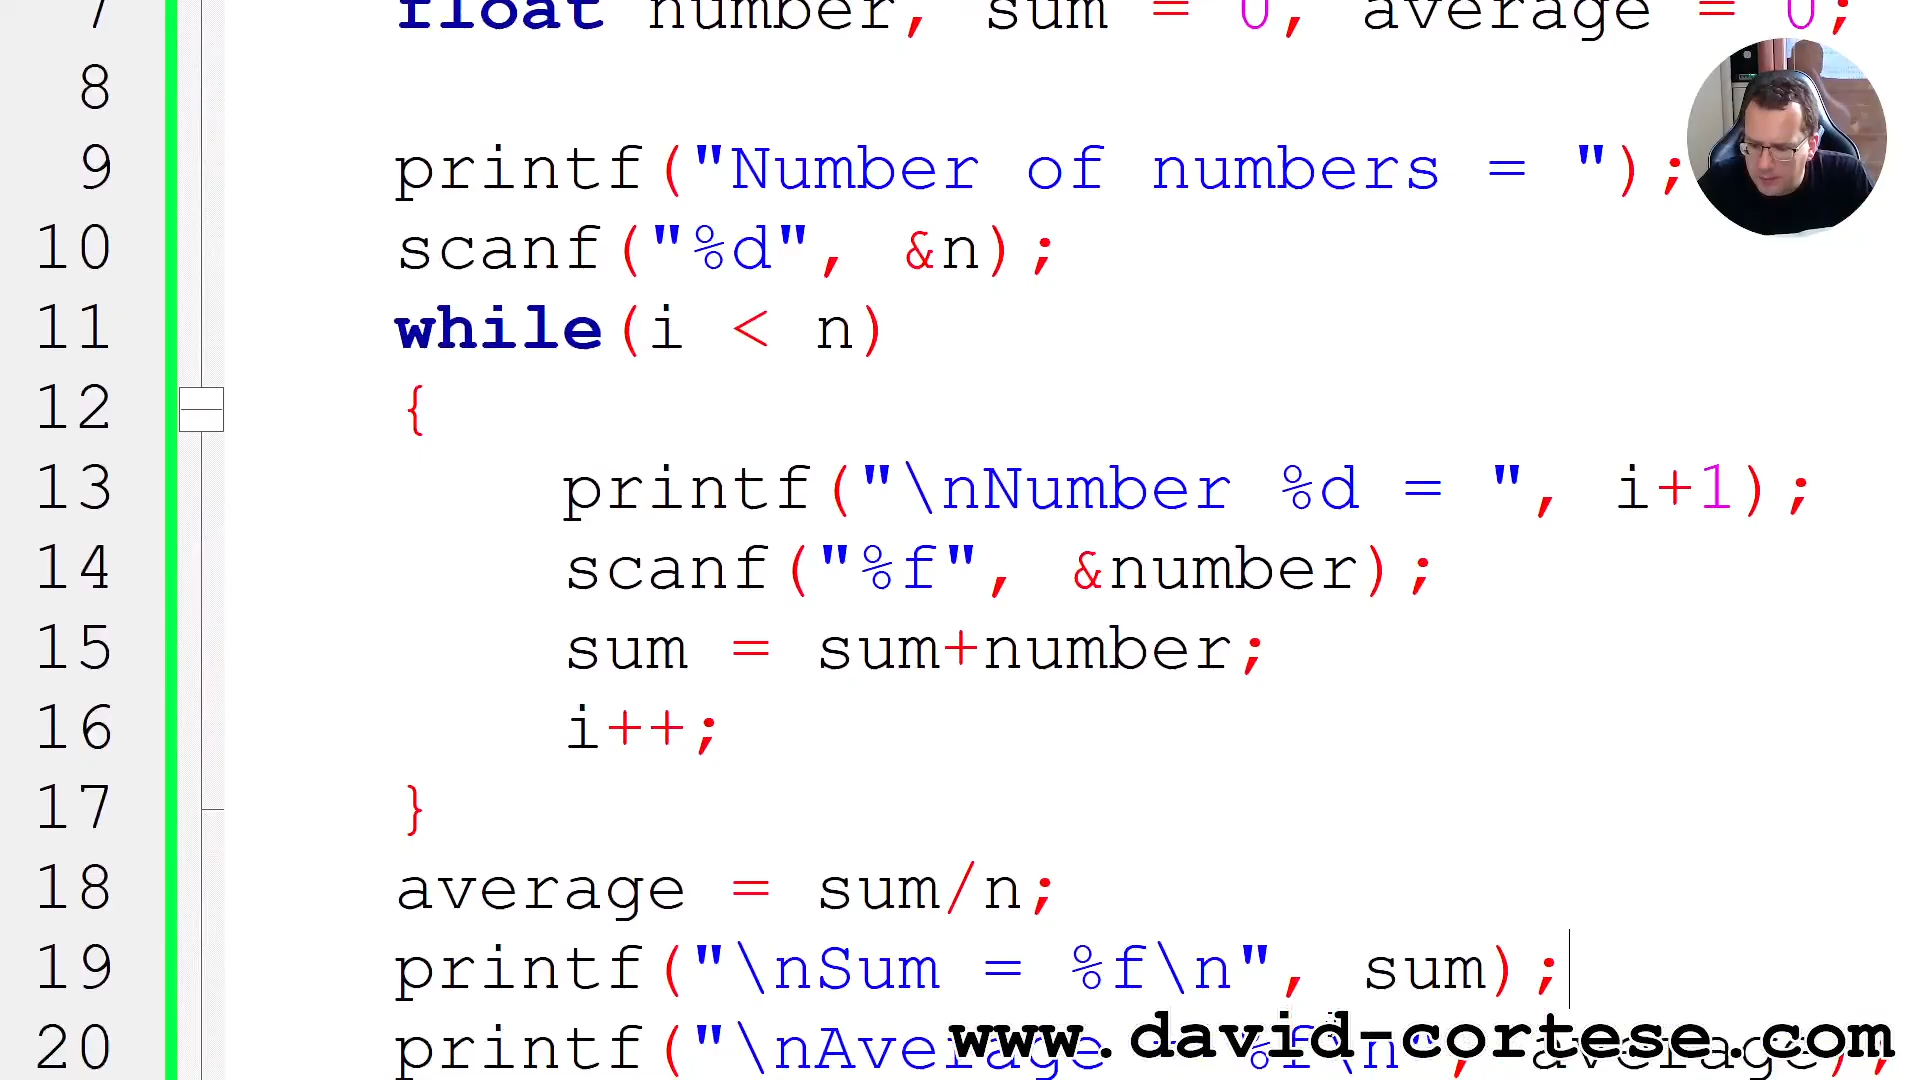 7 float number, sum = 0, average = 0;
8
9 printf("Number of numbers = ");
10 scanf("%d", &n);
11 while(i < n)
12 {
13 printf("\nNumber %d = ", i+1);
14 scanf("%f", &number);
15 sum = sum+number;
16 i++;
17 }
18 average = sum/n;
19 printf("\nSum = %f\n", sum);
20 printf("\nAverage = %f\n", average);
www.david-cortese.com